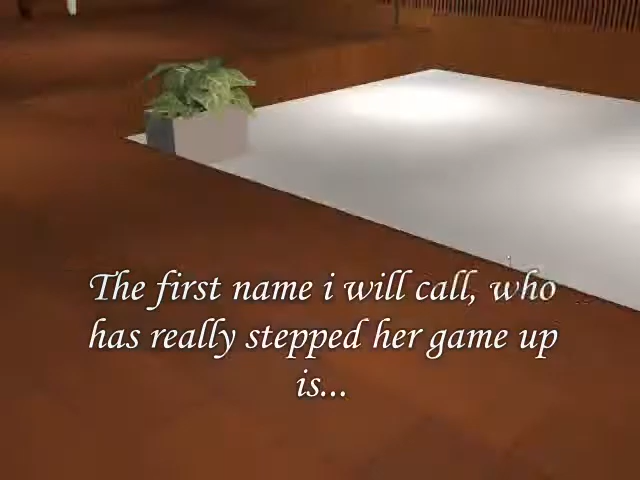 The first name i will call, who
has really stepped her game up
is...